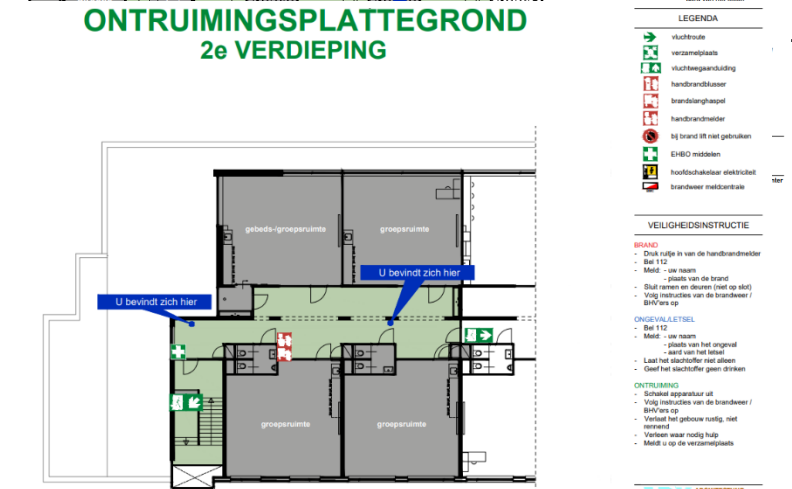 ONTRUIMINGSPLATTEGROND
2e VERDIEPING
gebeds-/groepsruimte
groepsruimte
U bevindt zich hier
U bevindt zich hier
groepsruimte
groepsruimte
LEGENDA
vluchtroute
verzamelplaats
vluchtwegaanduiding
handbrandblusser
brandslanghaspel
handbrandmelder
bij brand lift niet gebruiken
EHBO middelen
hoofdschakelaar elektriciteit
brandweer meldcentrale
VEILIGHEIDSINSTRUCTIE
BRAND
- Druk ruitje in van de handbrandmelder
- Bel 112
- Meld: - uw naam
- plaats van de brand
- Sluit ramen en deuren (niet op slot)
- Volg instructies van de brandweer /
BHV'ers op
ONGEVAL/LETSEL
- Bel 112
- Meld: - uw naam
- plaats van het ongeval
- aard van het letsel
- Laat het slachtoffer niet alleen
- Geef het slachtoffer geen drinken
ONTRUIMING
- Schakel apparatuur uit
- Volg instructies van de brandweer /
BHV'ers op
- Verlaat het gebouw rustig, niet
rennend
- Verleen waar nodig hulp
- Meldt u op de verzamelplaats